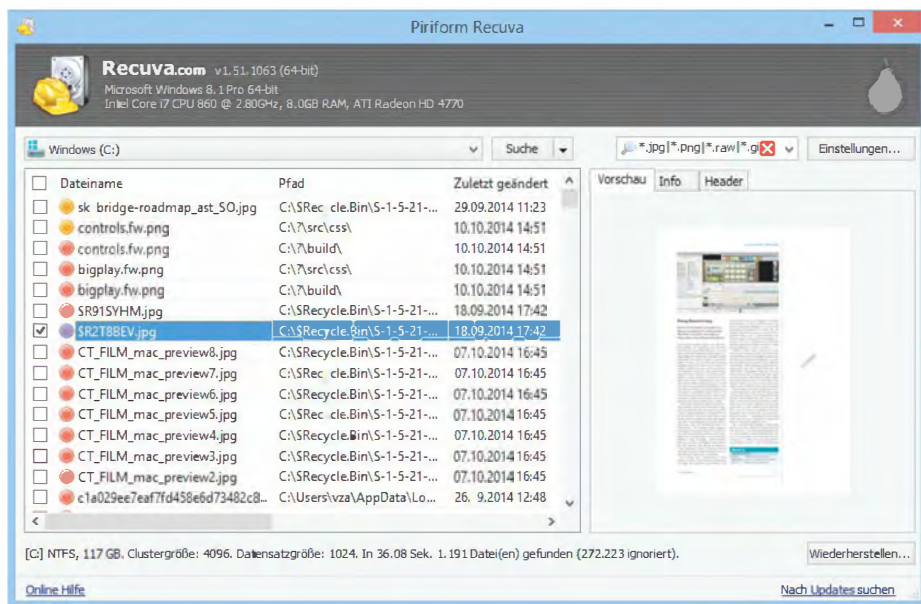 Piriform Recuva
Recuva.com v1.51.1063 (64-bit)
Microsoft Windows 8.1 Pro 64-bit
Intel Core i7 CPU 860 @ 2.80GHz, 8.0GB RAM, ATI Radeon HD 4770
Windows (C:) Suche *.jpg|*.png|*.raw|*.gi Einstellungen...
Dateiname Pfad Zuletzt geändert Vorschau Info Header
sk bridge-roadmap_ast_SO.jpg C:\SRec cle.Bin\S-1-5-21-... 29.09.2014 11:23
controls.fw.png C:\?\src\css\ 10.10.2014 14:51
controls.fw.png C:\?\build\ 10.10.2014 14:51
bigplay.fw.png C:\?\src\css\ 10.10.2014 14:51
bigplay.fw.png C:\?\build\ 10.10.2014 14:51
SR91SYHM.jpg C:\SRecycle.Bin\S-1-5-21-... 18.09.2014 17:42
SR2T8BEV.jpg C:\SRecycle.Bin\S-1-5-21-... 18.09.2014 17:42
CT_FILM_mac_preview8.jpg C:\SRecycle.Bin\S-1-5-21-... 07.10.2014 16:45
CT_FILM_mac_preview7.jpg C:\SRecycle.Bin\S-1-5-21-... 07.10.2014 16:45
CT_FILM_mac_preview6.jpg C:\SRecycle.Bin\S-1-5-21-... 07.10.2014 16:45
CT_FILM_mac_preview5.jpg C:\SRec cle.Bin\S-1-5-21-... 07.10.2014 16:45
CT_FILM_mac_preview4.jpg C:\SRecycle.Bin\S-1-5-21-... 07.10.2014 16:45
CT_FILM_mac_preview3.jpg C:\SRecycle.Bin\S-1-5-21-... 07.10.2014 16:45
CT_FILM_mac_preview2.jpg C:\SRecycle.Bin\S-1-5-21-... 07.10.2014 16:45
c1a029ee7eaf7fd458e6d73482c8... C:\Users\vza\AppData\Lo... 26. 9.2014 12:48
[C:] NTFS, 117 GB. Clustergröße: 4096. Datensatzgröße: 1024. In 36.08 Sek. 1.191 Datei(en) gefunden (272.223 ignoriert). Wiederherstellen...
Online Hilfe Nach Updates suchen